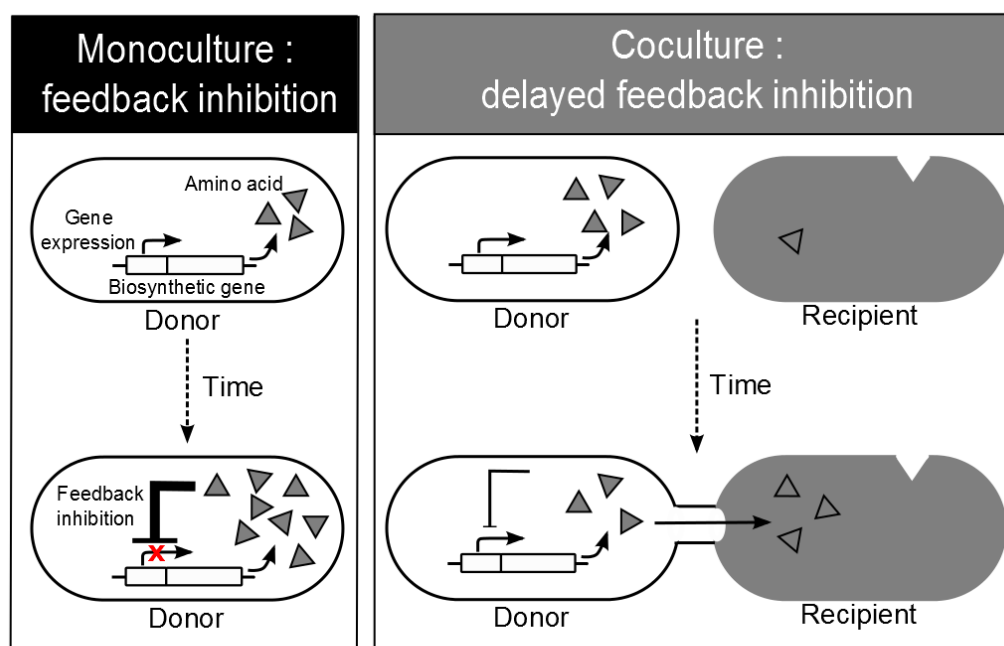 Monoculture :
feedback inhibition
Amino acid
Gene
expression
Biosynthetic gene
Donor
Time
Feedback
inhibition
X
Donor
Coculture :
delayed feedback inhibition
Donor
Recipient
Time
Donor
Recipient